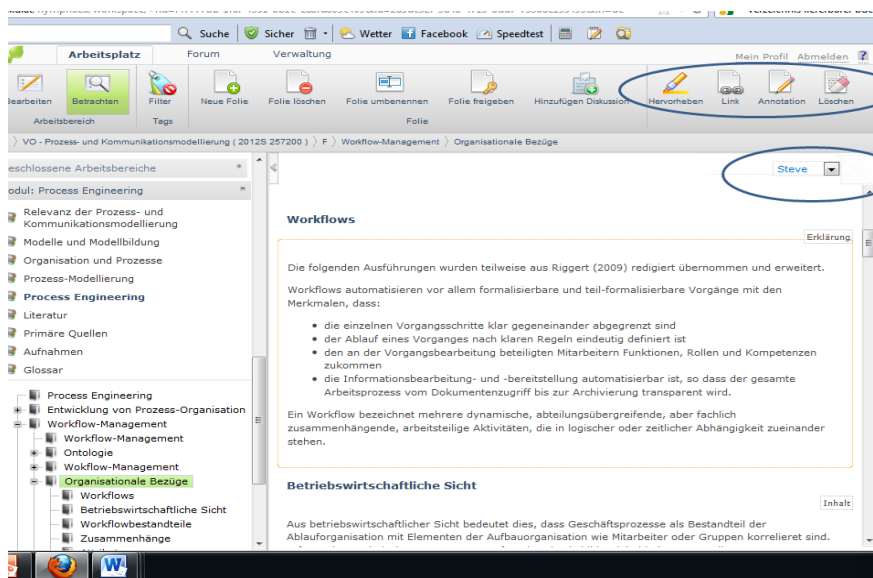 Suche Sicher Wetter Facebook Speedtest
Arbeitsplatz Forum Verwaltung
Mein Profil Abmelden ?
Bearbeiten Betrachten Filter Neue Folie Folie löschen Folie umbenennen Folie freigeben Hinzufügen Diskussion Hervorheben Link Annotation Löschen
Arbeitsbereich Tags Folie
VO - Prozess- und Kommunikationsmodellierung ( 2012S 257200 ) 〉 F 〉 Workflow-Management 〉 Organisationale Bezüge
eschlossene Arbeitsbereiche
odul: Process Engineering
Relevanz der Prozess- und
Kommunikationsmodellierung
Modelle und Modellbildung
Organisation und Prozesse
Prozess-Modellierung
Process Engineering
Literatur
Primäre Quellen
Aufnahmen
Glossar
Process Engineering
Entwicklung von Prozess-Organisation
Workflow-Management
Workflow-Management
Ontologie
Wokflow-Management
Organisationale Bezüge
Workflows
Betriebswirtschaftliche Sicht
Workflowbestandteile
Zusammenhänge
Steve
Workflows
Erklärung
Die folgenden Ausführungen wurden teilweise aus Riggert (2009) redigiert übernommen und erweitert.
Workflows automatisieren vor allem formalisierbare und teil-formalisierbare Vorgänge mit den
Merkmalen, dass:
• die einzelnen Vorgangsschritte klar gegeneinander abgegrenzt sind
• der Ablauf eines Vorganges nach klaren Regeln eindeutig definiert ist
• den an der Vorgangsbearbeitung beteiligten Mitarbeitern Funktionen, Rollen und Kompetenzen
zukommen
• die Informationsbearbeitung- und -bereitstellung automatisierbar ist, so dass der gesamte
Arbeitsprozess vom Dokumentenzugriff bis zur Archivierung transparent wird.
Ein Workflow bezeichnet mehrere dynamische, abteilungsübergreifende, aber fachlich
zusammenhängende, arbeitsteilige Aktivitäten, die in logischer oder zeitlicher Abhängigkeit zueinander
stehen.
Betriebswirtschaftliche Sicht
Inhalt
Aus betriebswirtschaftlicher Sicht bedeutet dies, dass Geschäftsprozesse als Bestandteil der
Ablauforganisation mit Elementen der Aufbauorganisation wie Mitarbeiter oder Gruppen korreliert sind.